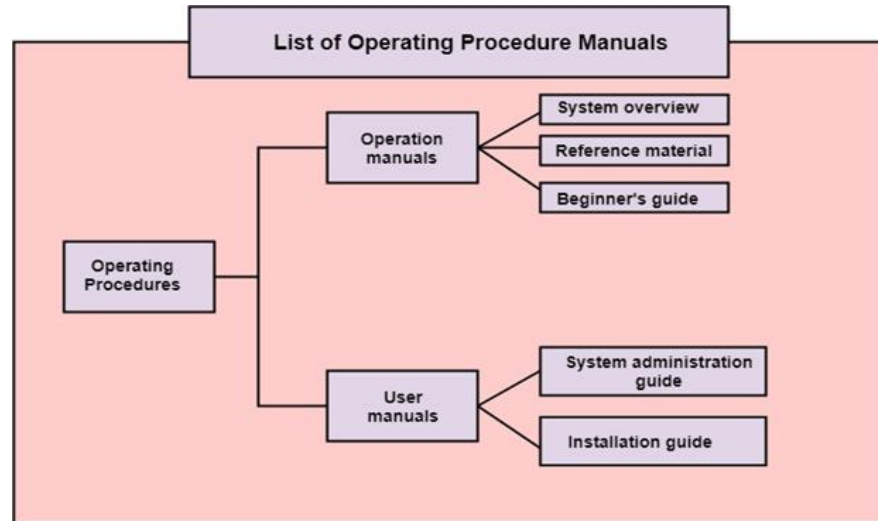 List of Operating Procedure Manuals
System overview
Operation
manuals
Reference material
Beginner's guide
Operating
Procedures
System administration
guide
User
manuals
Installation guide